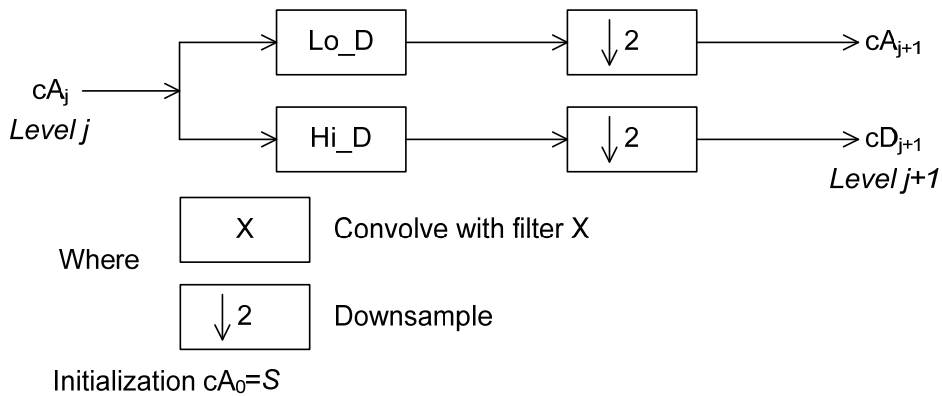 Lo_D
↓ 2
cA_{j+1}
cA_j
Level j
Hi_D
↓ 2
cD_{j+1}
Level j+1
X
Convolve with filter X
Where
↓ 2
Downsample
Initialization cA_0=S